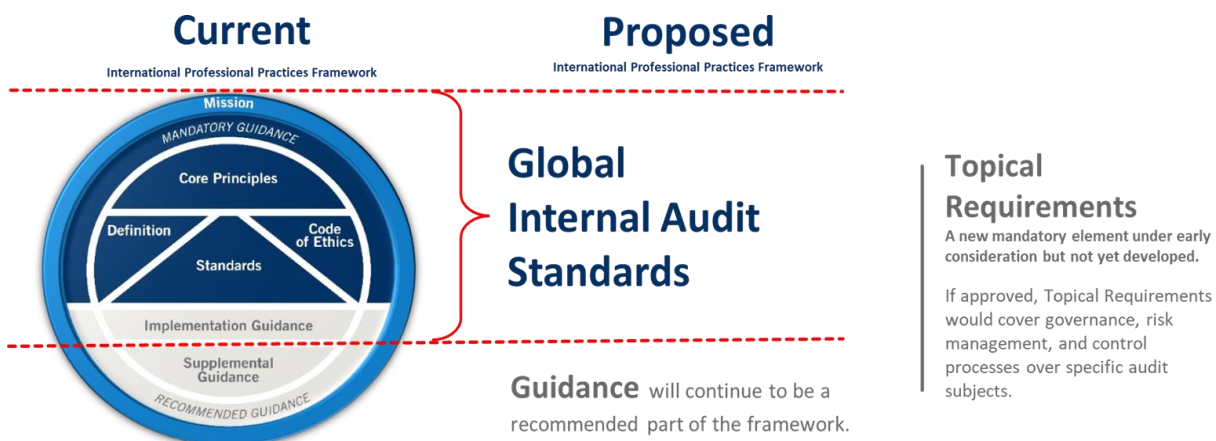 Current
International Professional Practices Framework
Mission
MANDATORY GUIDANCE
Core Principles
Definition
Code
of Ethics
Standards
Implementation Guidance
Supplemental
Guidance
RECOMMENDED GUIDANCE
Proposed
International Professional Practices Framework
Global
Internal Audit
Standards
Guidance will continue to be a
recommended part of the framework.
Topical
Requirements
A new mandatory element under early
consideration but not yet developed.
If approved, Topical Requirements
would cover governance, risk
management, and control
processes over specific audit
subjects.